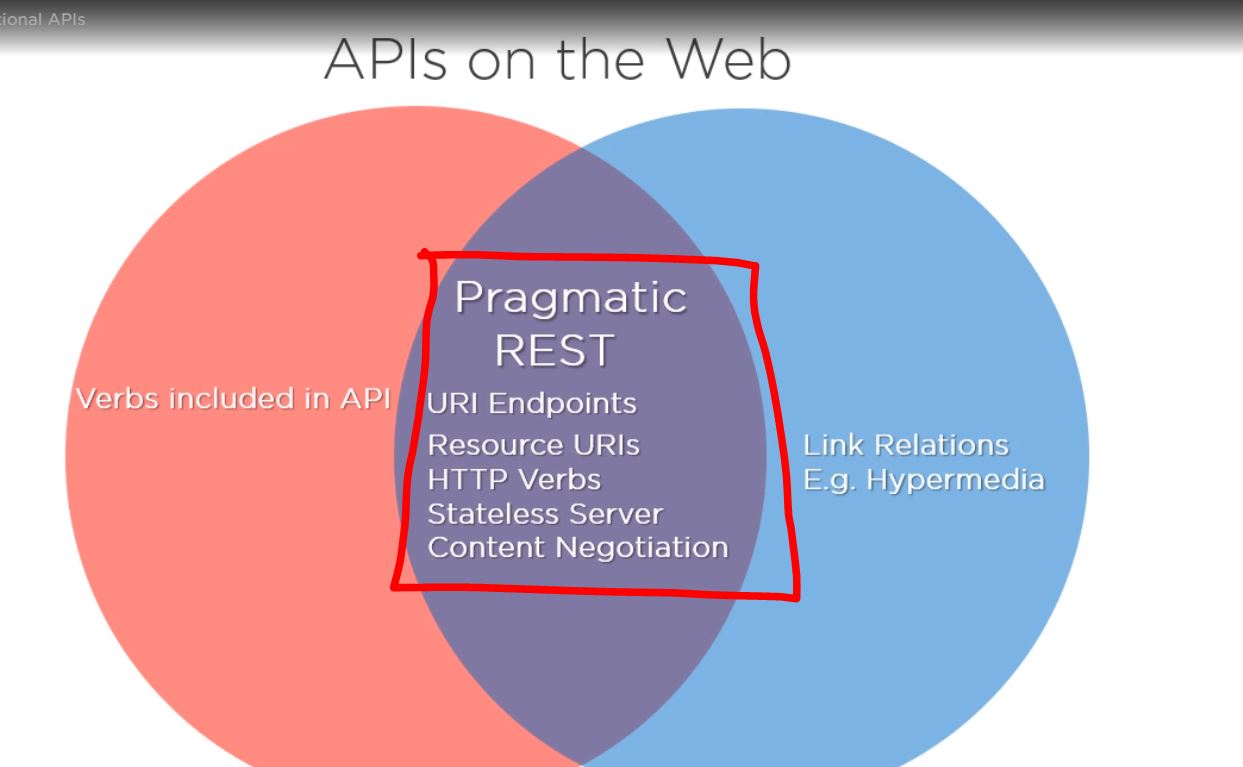 tional APIs
APIs on the Web
Pragmatic
REST
Verbs included in API
URI Endpoints
Resource URIs
HTTP Verbs
Stateless Server
Content Negotiation
Link Relations
E.g. Hypermedia